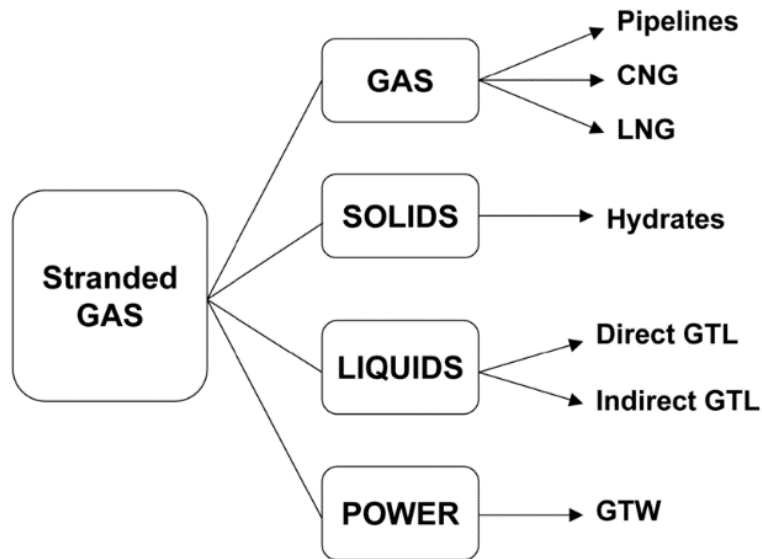 Stranded
GAS
GAS
Pipelines
CNG
LNG
SOLIDS
Hydrates
LIQUIDS
Direct GTL
Indirect GTL
POWER
GTW